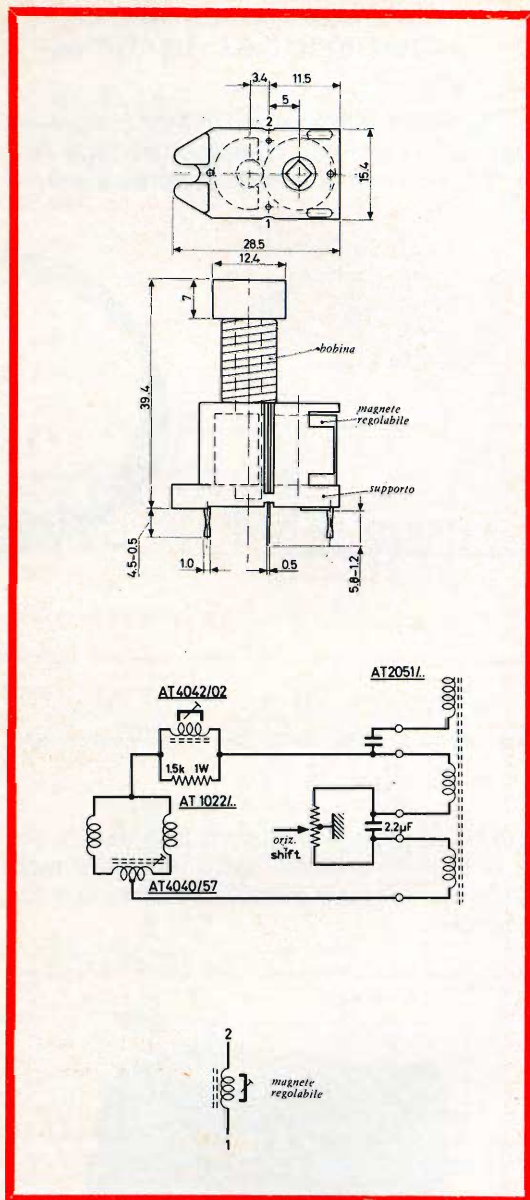 3.4
11.5
5
2
15.4
1
28.5
12.4
7
bobina
39.4
magnete
regolabile
supporto
4.5-0.5
1.0
0.5
5.8-1.2
AT4042/02
AT2051/..
1.5k 1W
AT 1022/..
2.2µF
oriz.
shift.
AT4040/57
2
magnete
regolabile
1